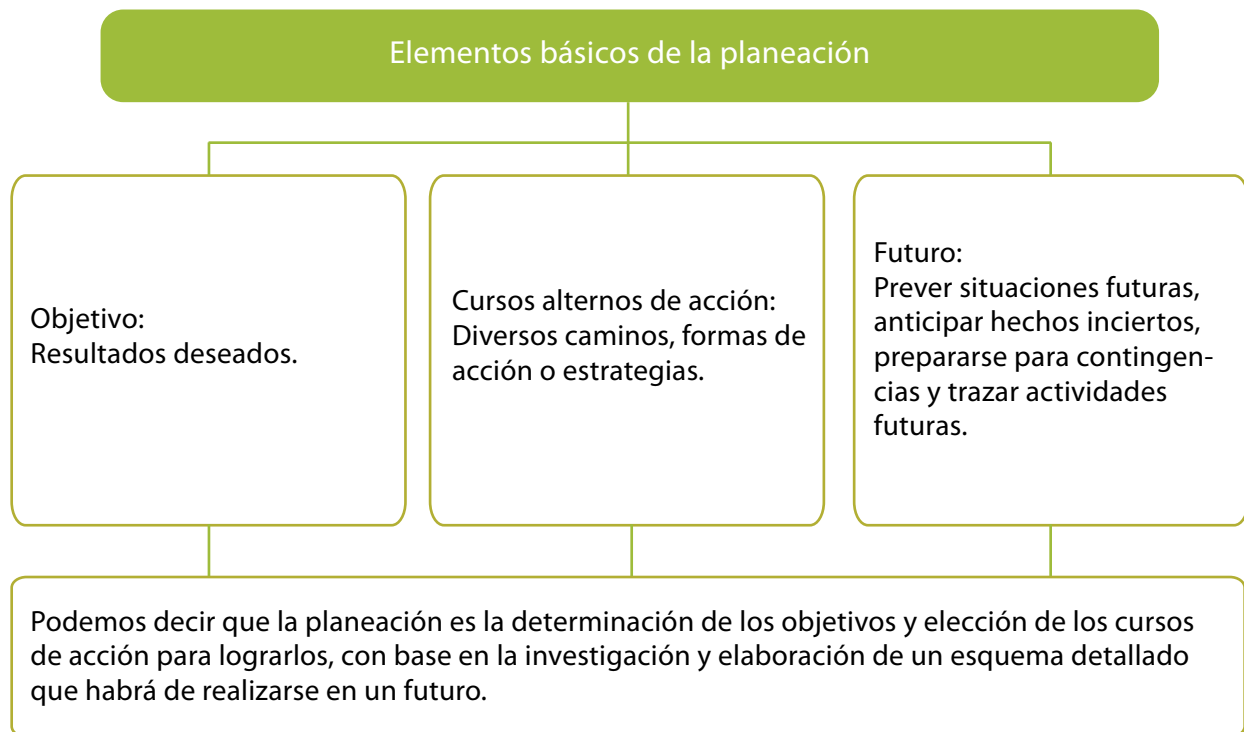 Elementos básicos de la planeación
Objetivo:
Resultados deseados.
Cursos alternos de acción:
Diversos caminos, formas de
acción o estrategias.
Futuro:
Prever situaciones futuras,
anticipar hechos inciertos,
prepararse para contingen-
cias y trazar actividades
futuras.
Podemos decir que la planeación es la determinación de los objetivos y elección de los cursos
de acción para lograrlos, con base en la investigación y elaboración de un esquema detallado
que habrá de realizarse en un futuro.